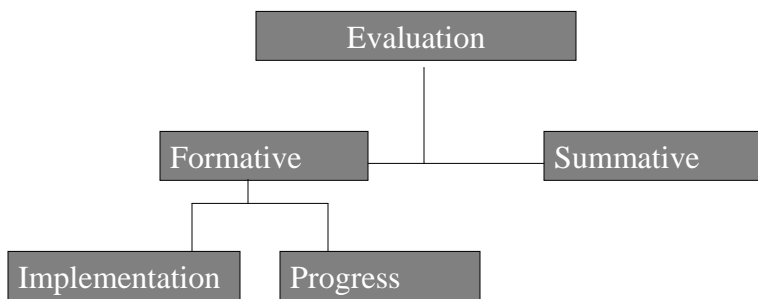 Evaluation
Formative
Summative
Implementation
Progress